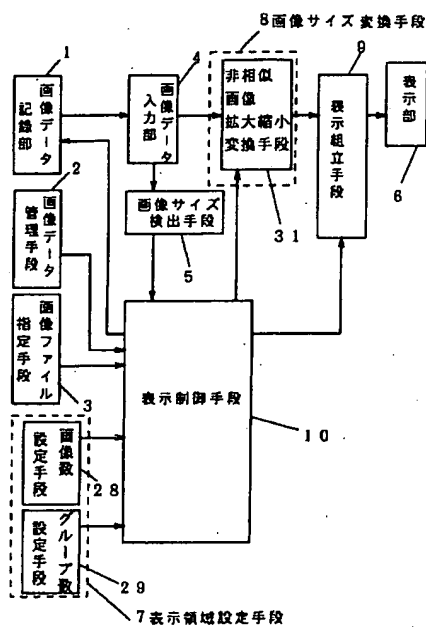 8画像サイズ変換手段
1
4
9
画像データ
記録部
画像データ
入力部
非相似
画像
拡大縮小
変換手段
表示組立手段
表示部
6
2
画像データ
管理手段
画像サイズ
検出手段
31
5
画像ファイル
指定手段
3
表示制御手段
10
画像数
設定手段
28
グループ数
設定手段
29
7表示領域設定手段